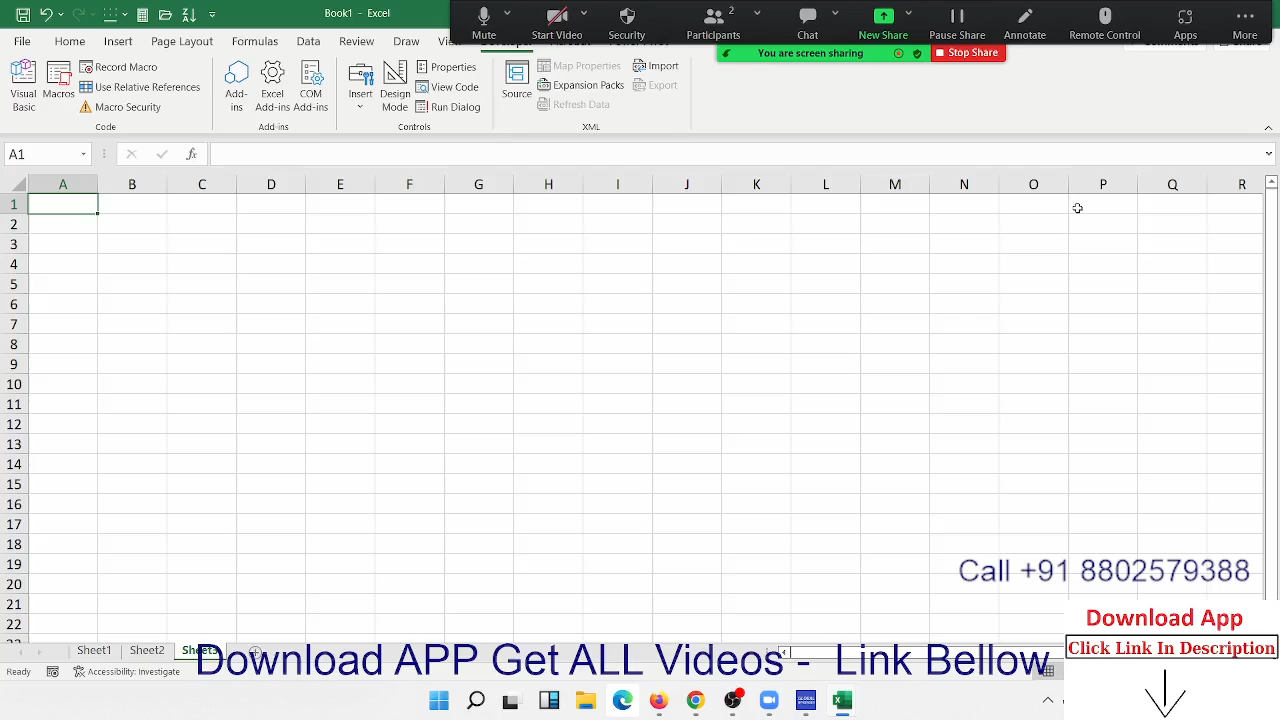 Book1 - Excel
Mute
Start Video
Security
Participants
2
Chat
New Share
Pause Share
Annotate
Remote Control
Apps
More
You are screen sharing
Stop Share
File
Home
Insert
Page Layout
Formulas
Data
Review
Draw
Visual Basic
Macros
Use Relative References
Macro Security
Code
Add-ins
Excel Add-ins
COM Add-ins
Add-ins
Insert
Design Mode
Properties
View Code
Run Dialog
Controls
Source
Map Properties
Expansion Packs
Refresh Data
Import
Export
XML
A1
fx
A B C D E F G H I J K L M N O P Q R
1
2
3
4
5
6
7
8
9
10
11
12
13
14
15
16
17
18
19
20
21
22
Call +91 8802579388
Download App
Click Link In Description
Sheet1
Sheet2
Sheet3
Download APP Get ALL Videos - Link Bellow
Ready
Accessibility: Investigate